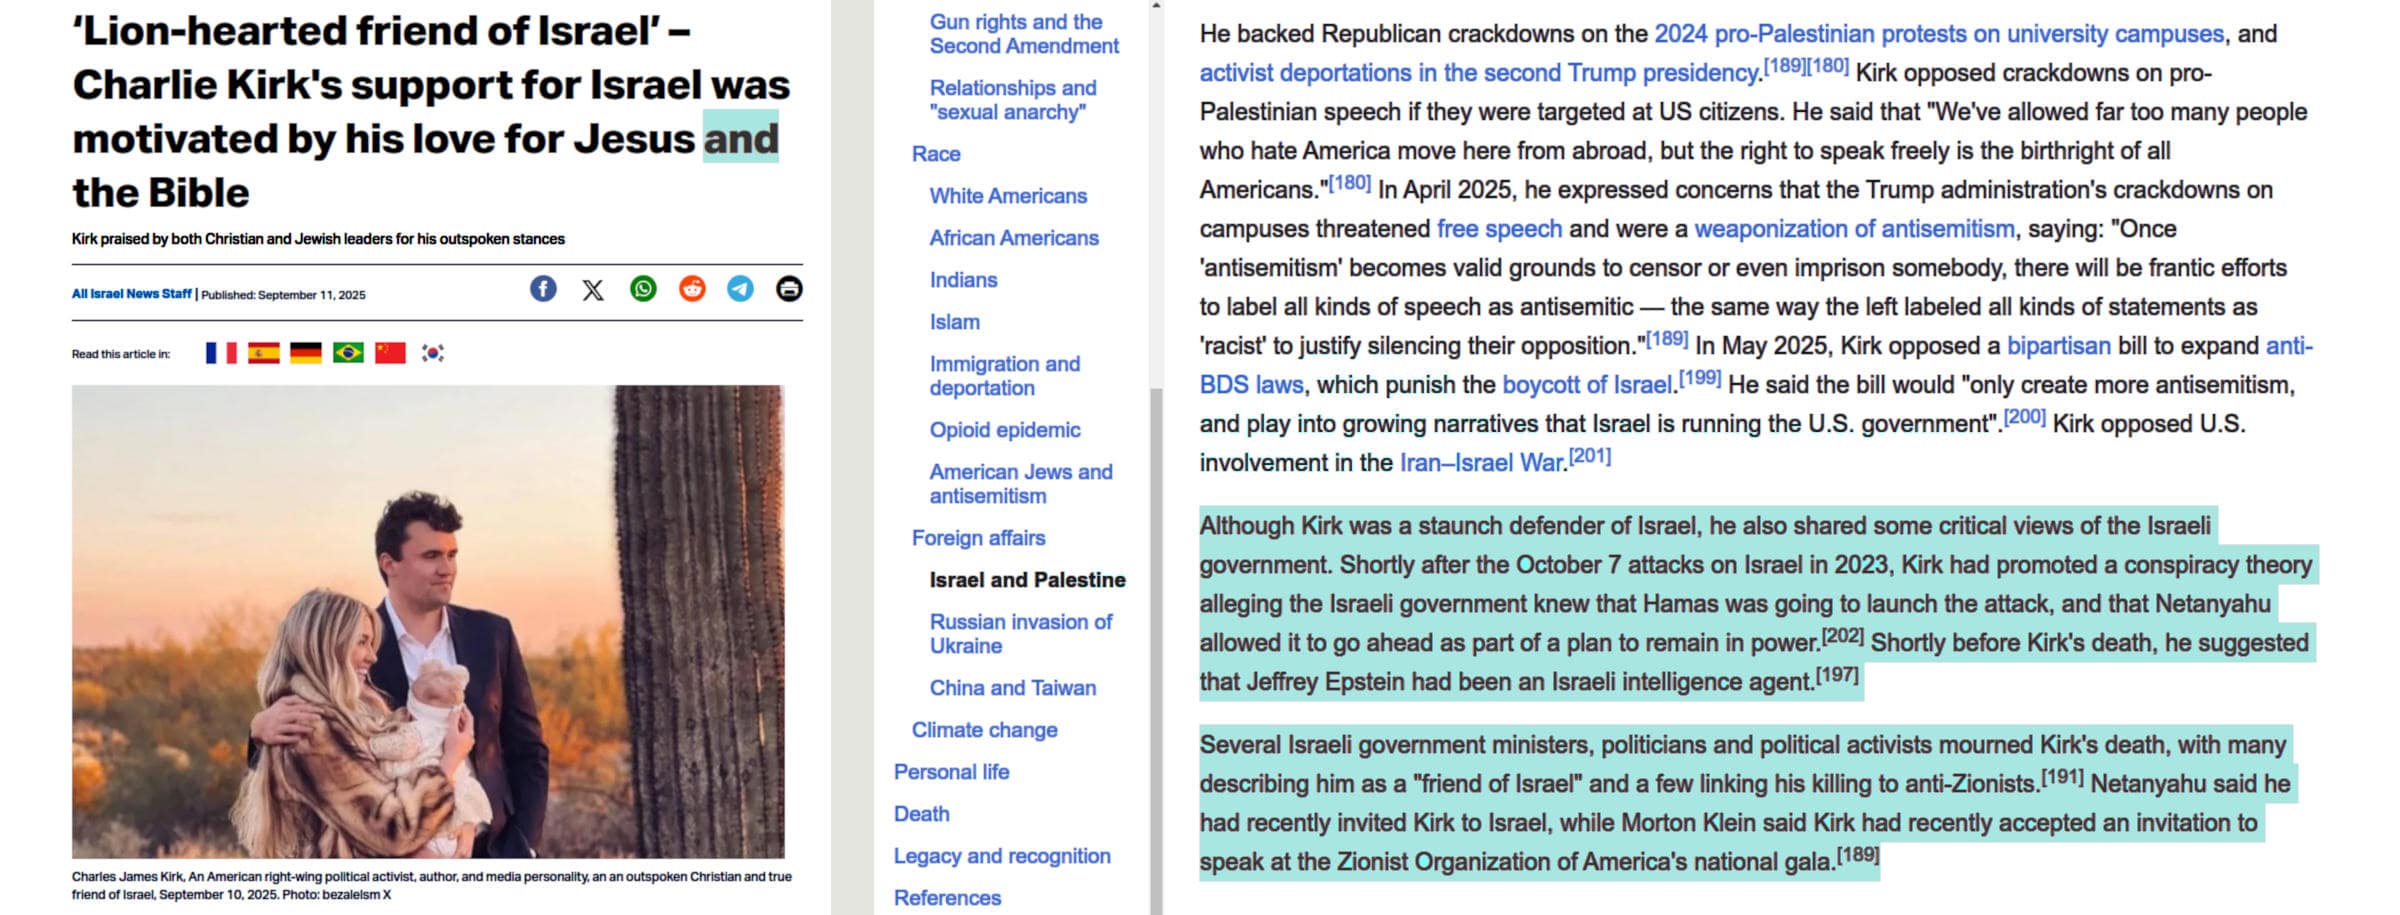 ‘Lion-hearted friend of Israel’ –
Charlie Kirk's support for Israel was
motivated by his love for Jesus and
the Bible
Kirk praised by both Christian and Jewish leaders for his outspoken stances
All Israel News Staff | Published: September 11, 2025
Read this article in:
Charles James Kirk, An American right-wing political activist, author, and media personality, an an outspoken Christian and true
friend of Israel, September 10, 2025. Photo: bezalelsm X
Gun rights and the
Second Amendment
Relationships and
"sexual anarchy"
Race
White Americans
African Americans
Indians
Islam
Immigration and
deportation
Opioid epidemic
American Jews and
antisemitism
Foreign affairs
Israel and Palestine
Russian invasion of
Ukraine
China and Taiwan
Climate change
Personal life
Death
Legacy and recognition
References
He backed Republican crackdowns on the 2024 pro-Palestinian protests on university campuses, and
activist deportations in the second Trump presidency.[189][180] Kirk opposed crackdowns on pro-
Palestinian speech if they were targeted at US citizens. He said that "We've allowed far too many people
who hate America move here from abroad, but the right to speak freely is the birthright of all
Americans."[180] In April 2025, he expressed concerns that the Trump administration's crackdowns on
campuses threatened free speech and were a weaponization of antisemitism, saying: "Once
'antisemitism' becomes valid grounds to censor or even imprison somebody, there will be frantic efforts
to label all kinds of speech as antisemitic — the same way the left labeled all kinds of statements as
'racist' to justify silencing their opposition."[189] In May 2025, Kirk opposed a bipartisan bill to expand anti-
BDS laws, which punish the boycott of Israel.[199] He said the bill would "only create more antisemitism,
and play into growing narratives that Israel is running the U.S. government".[200] Kirk opposed U.S.
involvement in the Iran–Israel War.[201]
Although Kirk was a staunch defender of Israel, he also shared some critical views of the Israeli
government. Shortly after the October 7 attacks on Israel in 2023, Kirk had promoted a conspiracy theory
alleging the Israeli government knew that Hamas was going to launch the attack, and that Netanyahu
allowed it to go ahead as part of a plan to remain in power.[202] Shortly before Kirk's death, he suggested
that Jeffrey Epstein had been an Israeli intelligence agent.[197]
Several Israeli government ministers, politicians and political activists mourned Kirk's death, with many
describing him as a "friend of Israel" and a few linking his killing to anti-Zionists.[191] Netanyahu said he
had recently invited Kirk to Israel, while Morton Klein said Kirk had recently accepted an invitation to
speak at the Zionist Organization of America's national gala.[189]